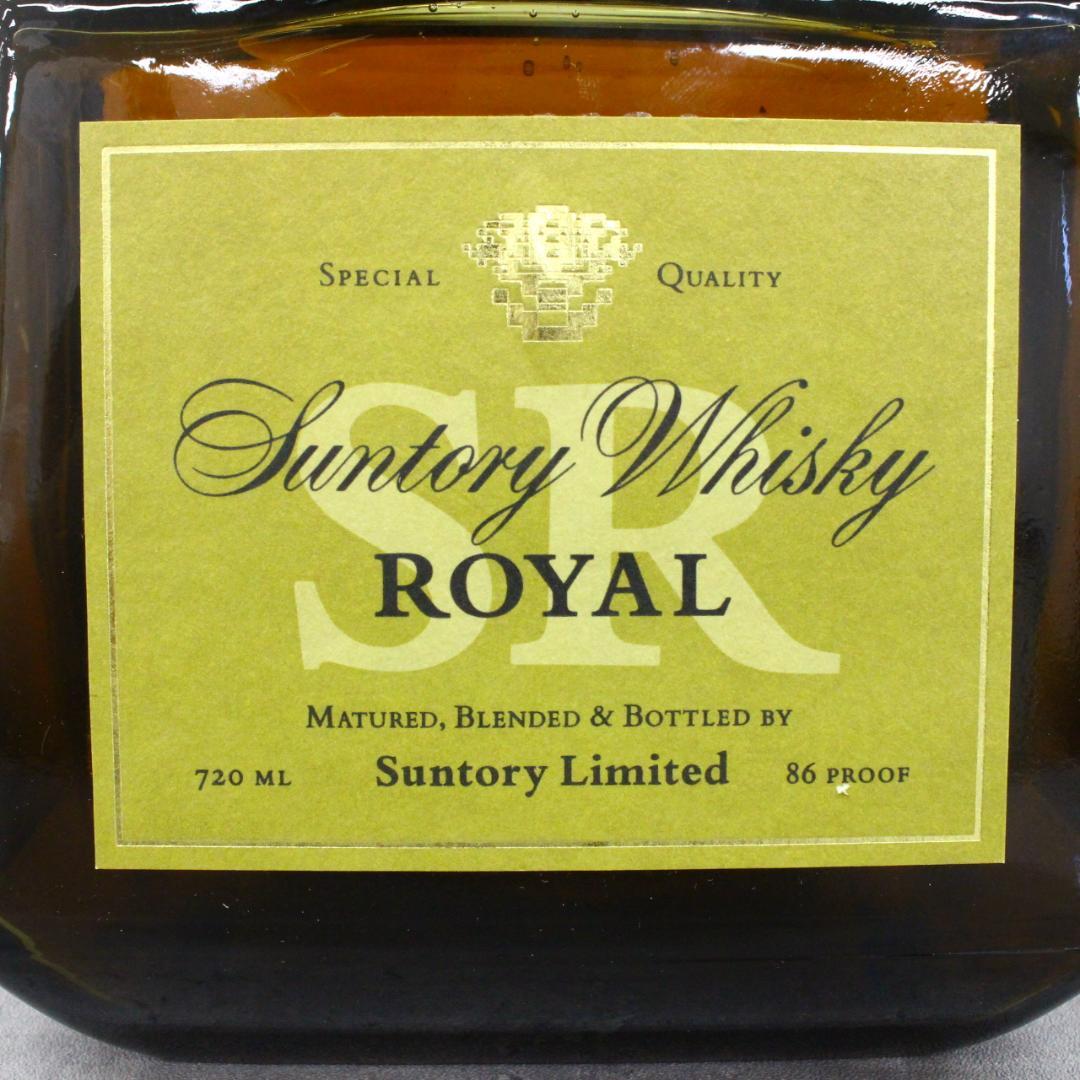 SPECIAL QUALITY
SR
Suntory Whisky
ROYAL
MATURED, BLENDED & BOTTLED BY
720 ML Suntory Limited 86 PROOF